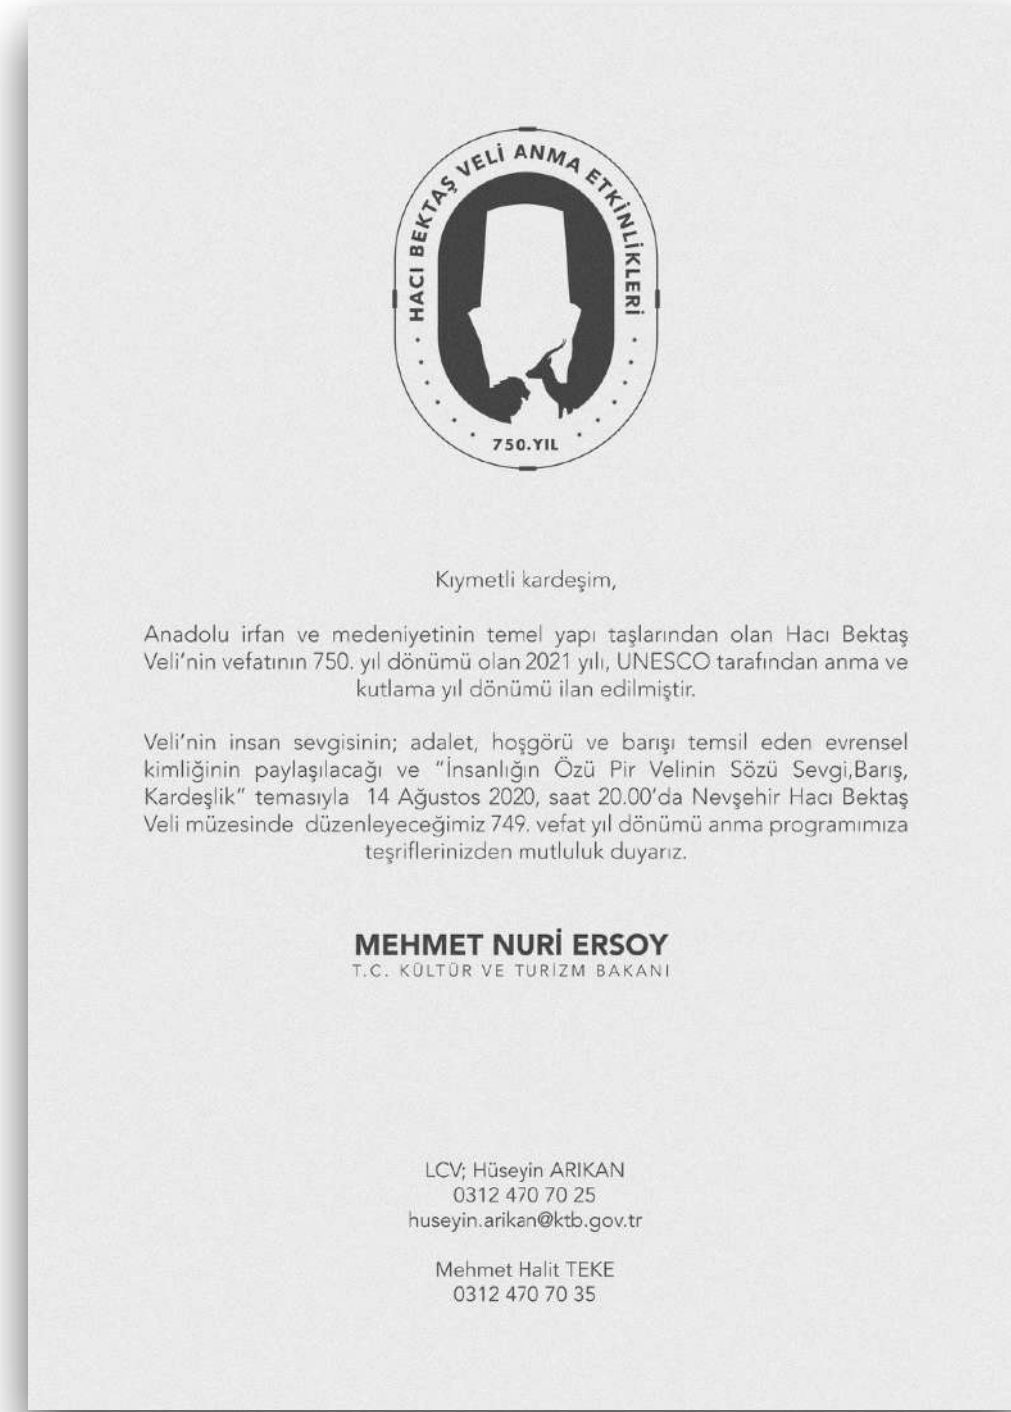 HACI BEKTAŞ VELİ ANMA ETKİNLİKLERİ
750.YIL
Kıymetli kardeşim,
Anadolu irfan ve medeniyetinin temel yapı taşlarından olan Hacı Bektaş
Veli’nin vefatının 750. yıl dönümü olan 2021 yılı, UNESCO tarafından anma ve
kutlama yıl dönümü ilan edilmiştir.
Veli’nin insan sevgisinin; adalet, hoşgörü ve barışı temsil eden evrensel
kimliğinin paylaşılacağı ve “İnsanlığın Özü Pir Velinin Sözü Sevgi,Barış,
Kardeşlik” temasıyla 14 Ağustos 2020, saat 20.00’da Nevşehir Hacı Bektaş
Veli müzesinde düzenleyeceğimiz 749. vefat yıl dönümü anma programımıza
teşriflerinizden mutluluk duyarız.
MEHMET NURİ ERSOY
T.C. KÜLTÜR VE TURİZM BAKANI
LCV; Hüseyin ARIKAN
0312 470 70 25
huseyin.arikan@ktb.gov.tr
Mehmet Halit TEKE
0312 470 70 35